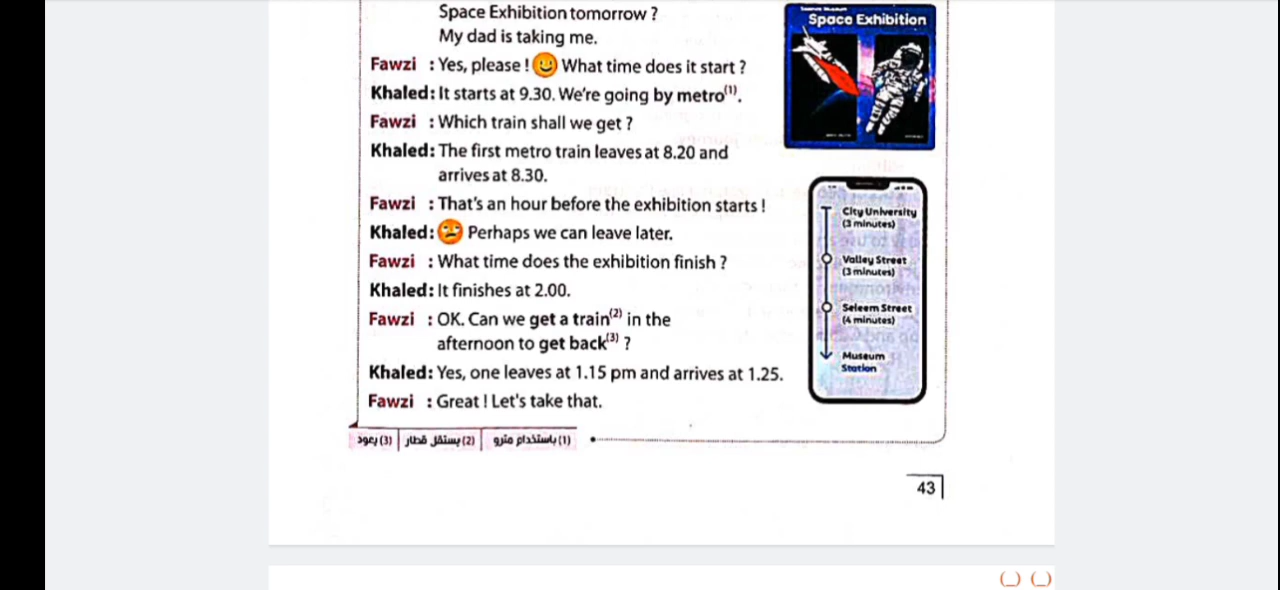 Space Exhibition tomorrow ?
My dad is taking me.
Fawzi : Yes, please ! What time does it start ?
Khaled: It starts at 9.30. We're going by metro(1).
Fawzi : Which train shall we get ?
Khaled: The first metro train leaves at 8.20 and
arrives at 8.30.
Fawzi : That's an hour before the exhibition starts !
Khaled: Perhaps we can leave later.
Fawzi : What time does the exhibition finish ?
Khaled: It finishes at 2.00.
Fawzi : OK. Can we get a train(2) in the
afternoon to get back(3) ?
Khaled: Yes, one leaves at 1.15 pm and arrives at 1.25.
Fawzi : Great ! Let's take that.
Space Exhibition
City University
(3 minutes)
Valley Street
(3 minutes)
Seleem Street
(4 minutes)
Museum
Station
(1) باستخدام مترو (2) يستقل قطار (3) يعود
43